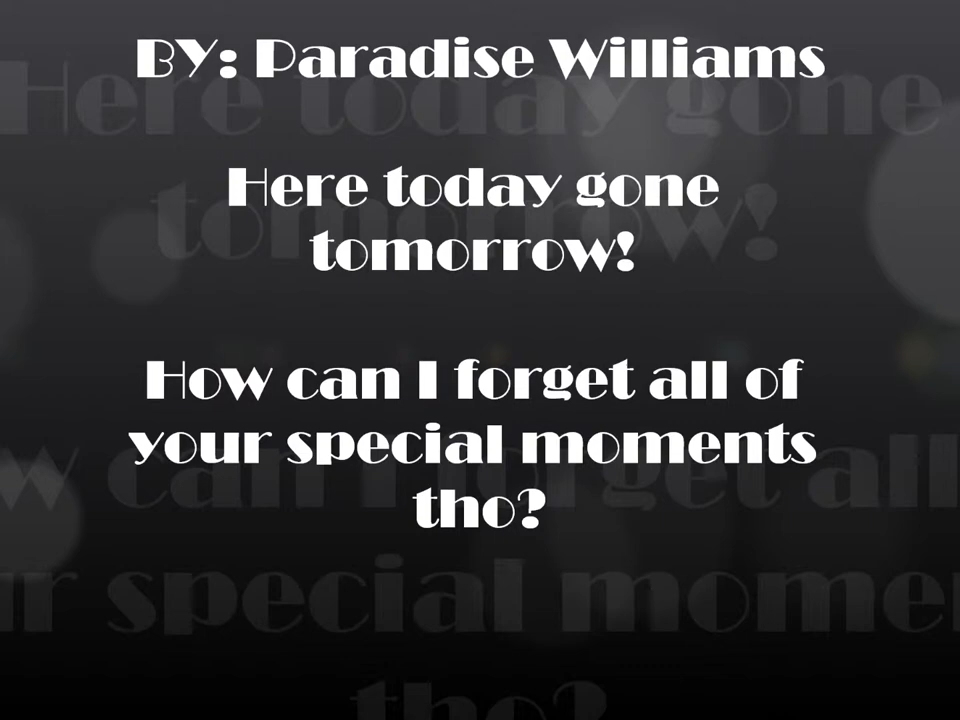 BY: Paradise Williams
Here today gone
tomorrow!
How can I forget all of
your special moments
tho?